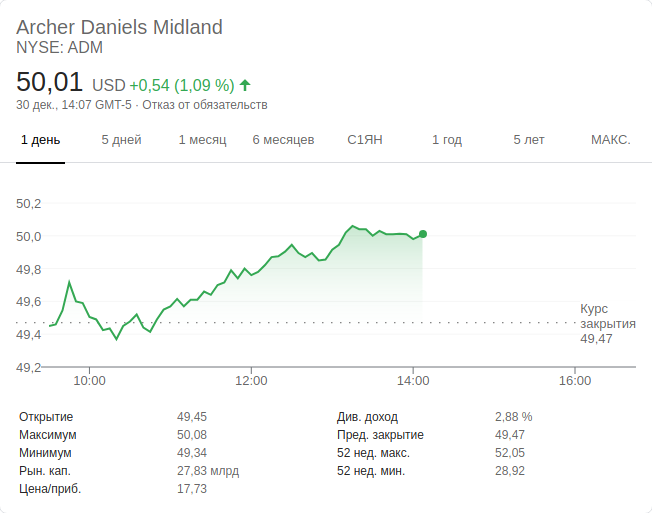 Archer Daniels Midland
NYSE: ADM
50,01 USD +0,54 (1,09 %)
30 дек., 14:07 GMT-5 · Отказ от обязательств
1 день 5 дней 1 месяц 6 месяцев С1ЯН 1 год 5 лет МАКС.
50,2
50,0
49,8
49,6
49,4
49,2
Курс
закрытия
49,47
10:00 12:00 14:00 16:00
Открытие 49,45 Див. доход 2,88 %
Максимум 50,08 Пред. закрытие 49,47
Минимум 49,34 52 нед. макс. 52,05
Рын. кап. 27,83 млрд 52 нед. мин. 28,92
Цена/приб. 17,73